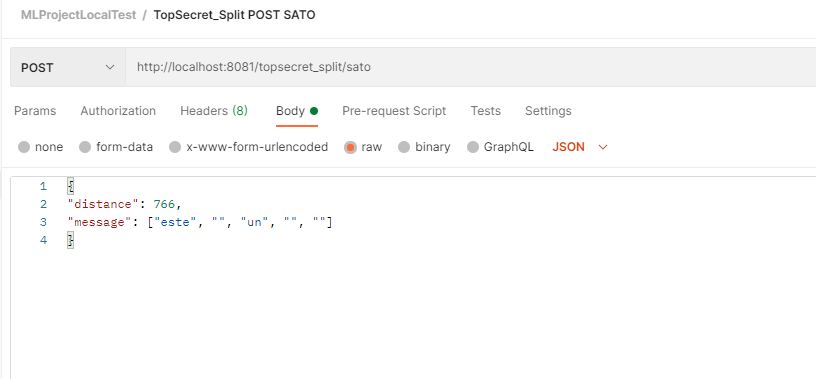 MLProjectLocalTest / TopSecret_Split POST SATO
POST http://localhost:8081/topsecret_split/sato
Params Authorization Headers (8) Body Pre-request Script Tests Settings
none form-data x-www-form-urlencoded raw binary GraphQL JSON
1 {
2 "distance": 766,
3 "message": ["este", "", "un", "", ""]
4 }